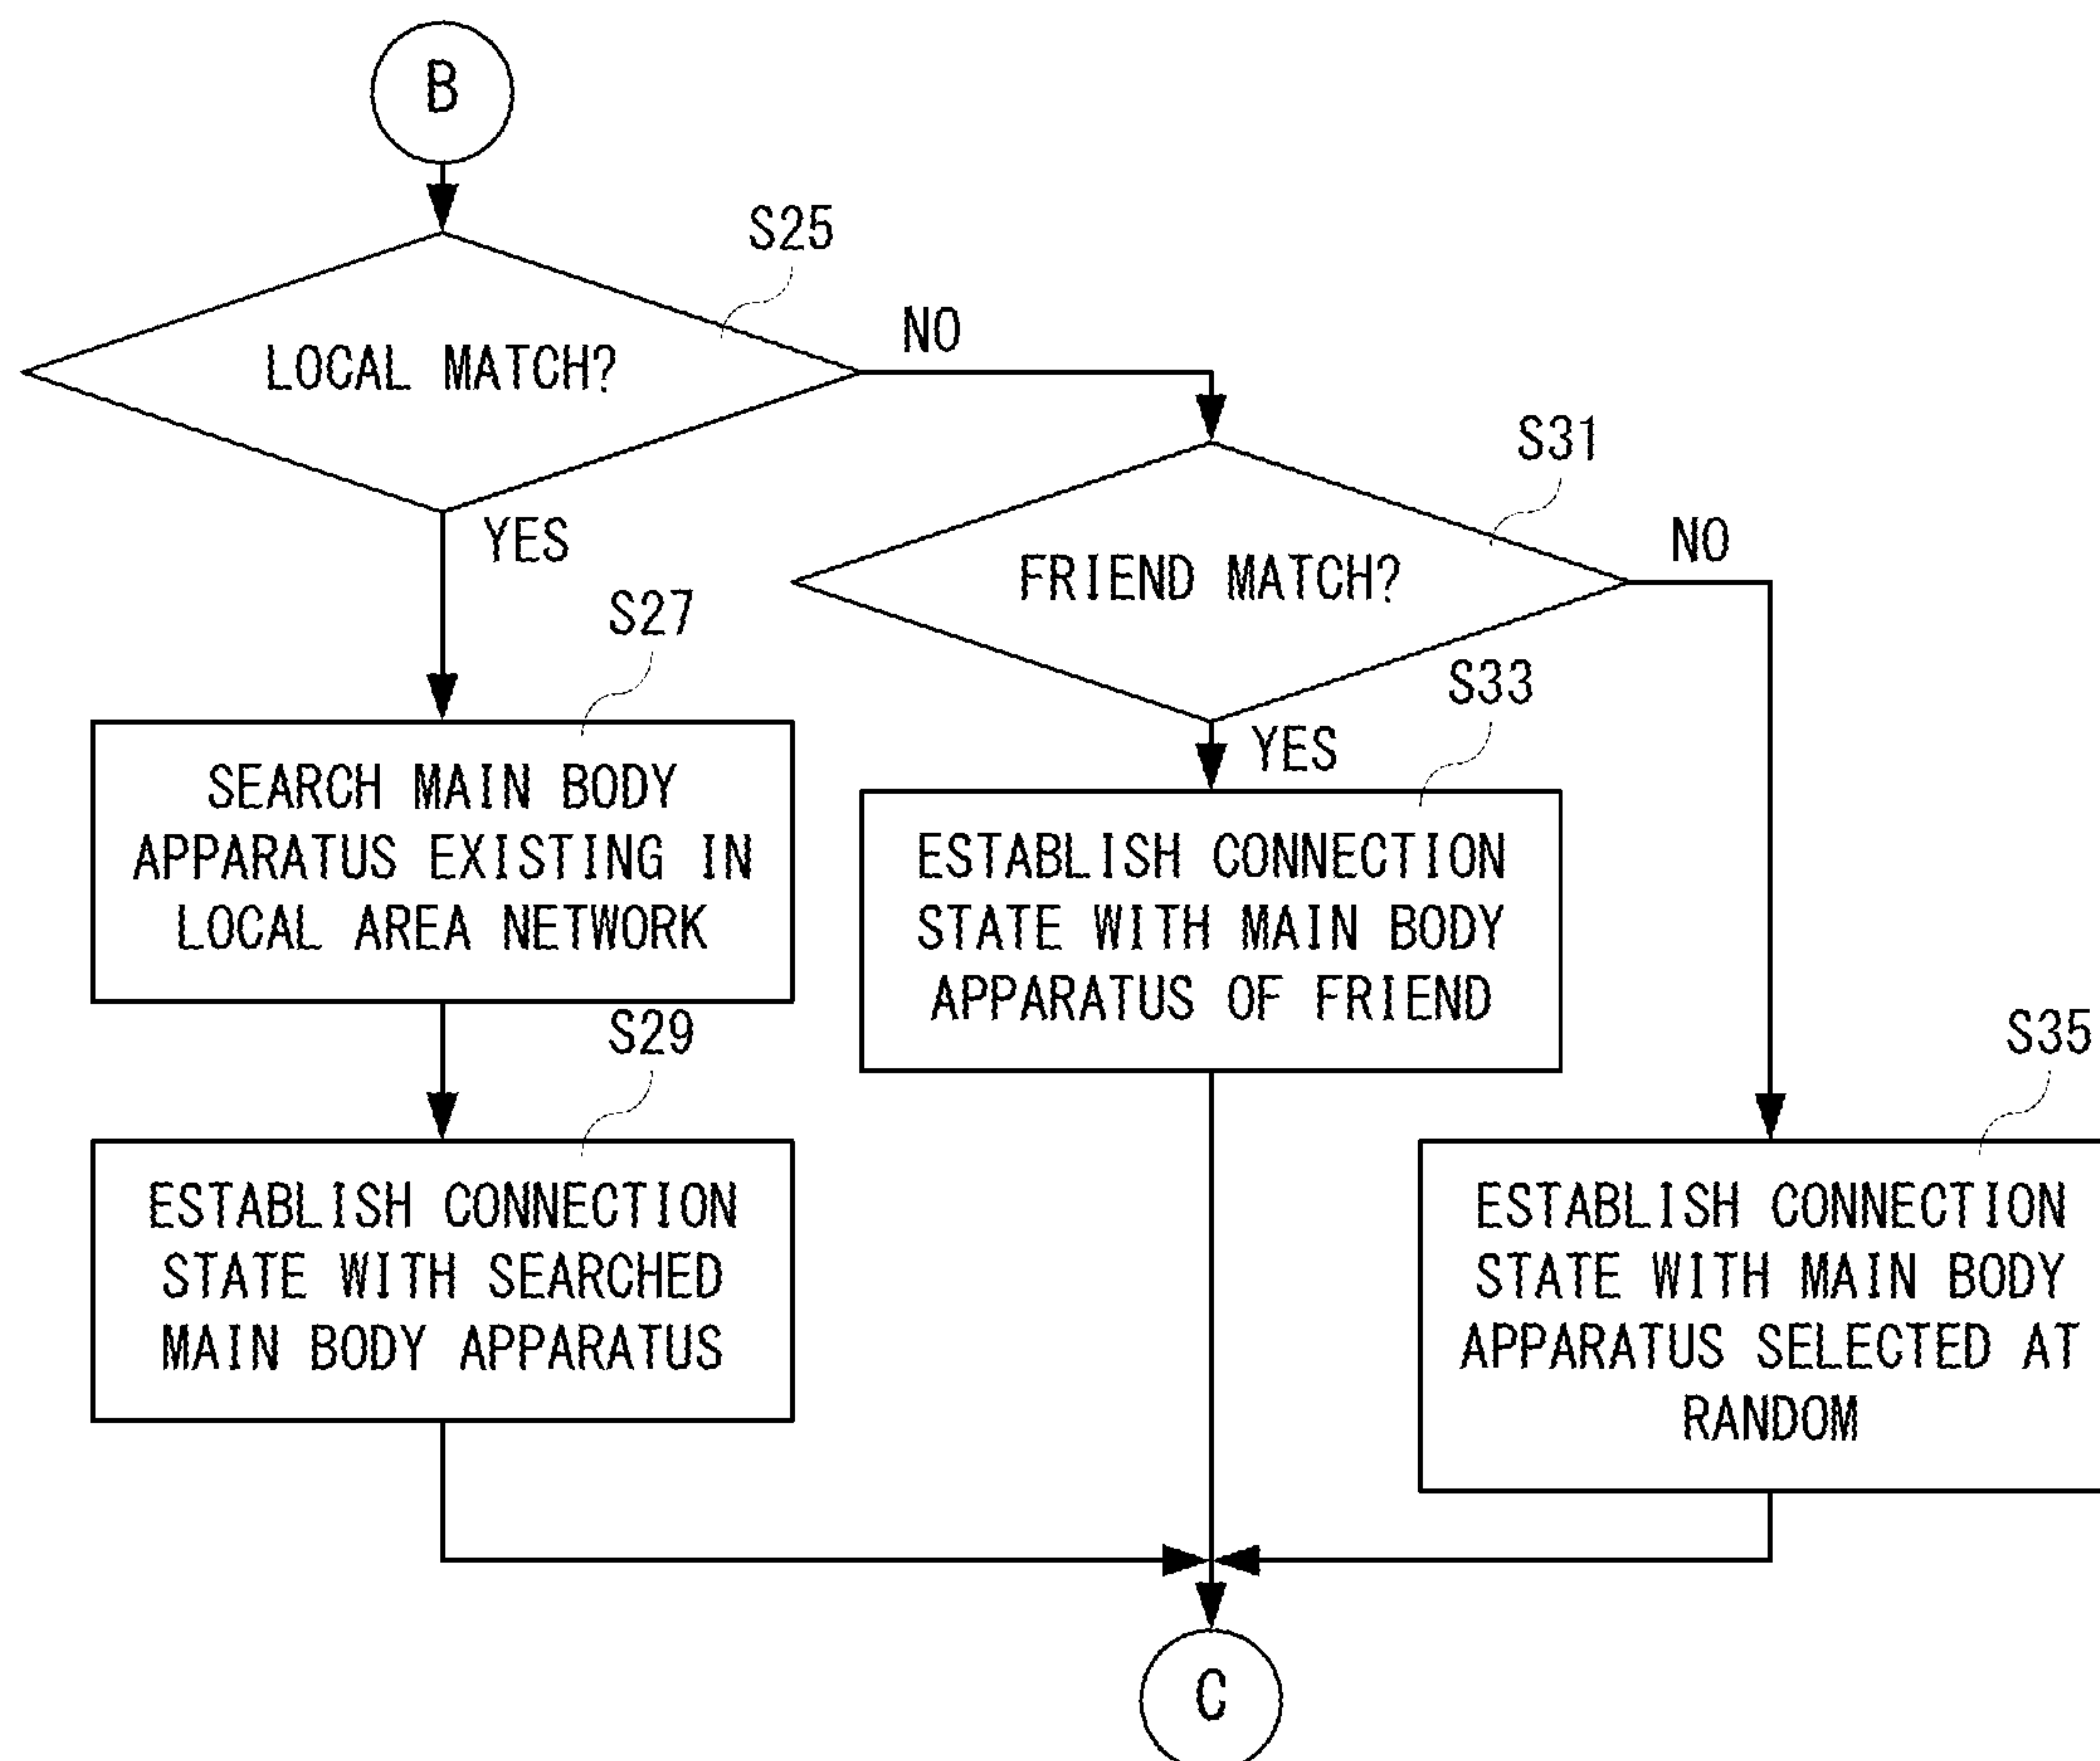 B
S25
LOCAL MATCH?
NO
YES
S31
FRIEND MATCH?
NO
YES
S27
SEARCH MAIN BODY
APPARATUS EXISTING IN
LOCAL AREA NETWORK
S33
ESTABLISH CONNECTION
STATE WITH MAIN BODY
APPARATUS OF FRIEND
S29
ESTABLISH CONNECTION
STATE WITH SEARCHED
MAIN BODY APPARATUS
S35
ESTABLISH CONNECTION
STATE WITH MAIN BODY
APPARATUS SELECTED AT
RANDOM
C